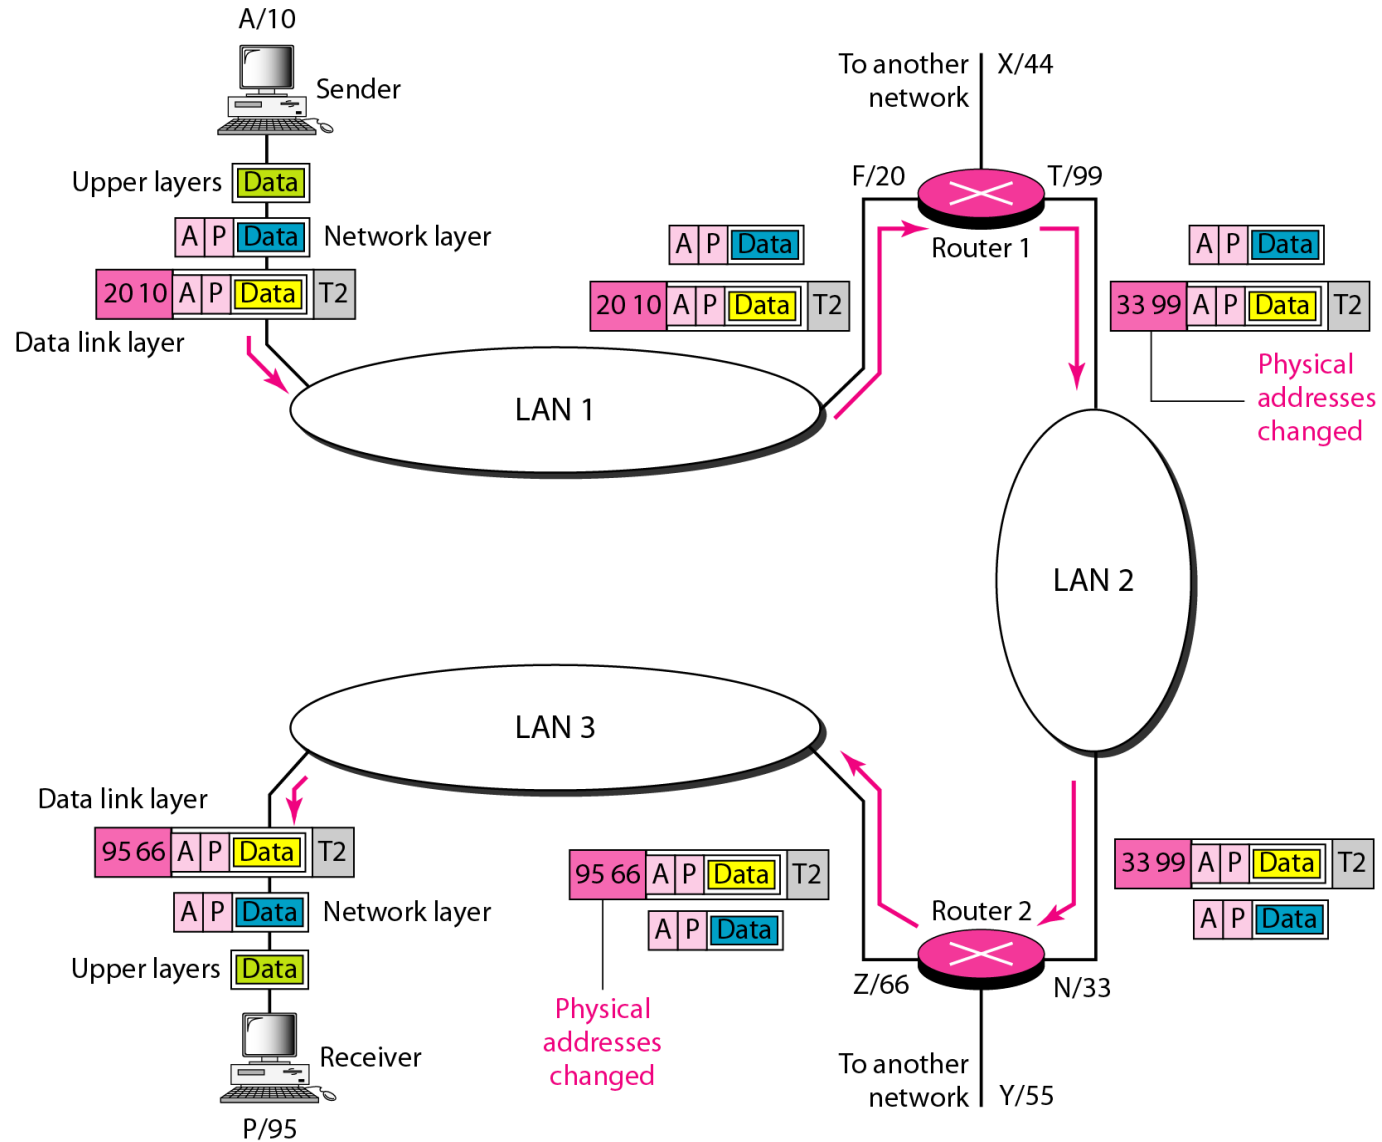 A/10
Sender
Upper layers Data
A P Data Network layer
20 10 A P Data T2
Data link layer
LAN 1
To another
network
X/44
F/20
T/99
Router 1
A P Data
20 10 A P Data T2
A P Data
33 99 A P Data T2
Physical
addresses
changed
LAN 2
LAN 3
33 99 A P Data T2
A P Data
Router 2
Z/66
N/33
To another
network
Y/55
95 66 A P Data T2
A P Data
Physical
addresses
changed
Data link layer
95 66 A P Data T2
A P Data Network layer
Upper layers Data
Receiver
P/95